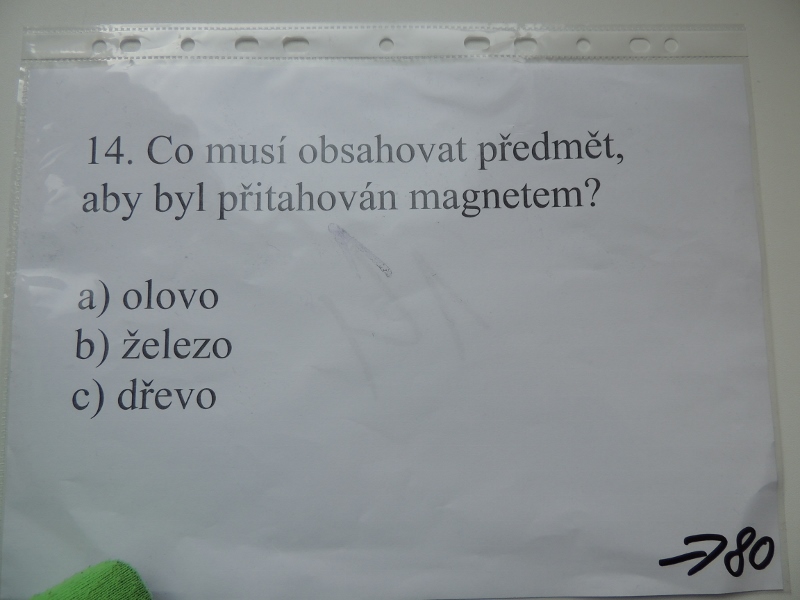 14. Co musí obsahovat předmět,
aby byl přitahován magnetem?
a) olovo
b) železo
c) dřevo
⇒80